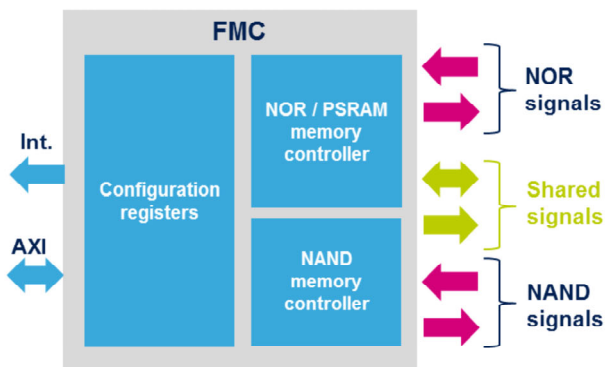 FMC
Int.
AXI
Configuration
registers
NOR / PSRAM
memory
controller
NAND
memory
controller
NOR
signals
Shared
signals
NAND
signals